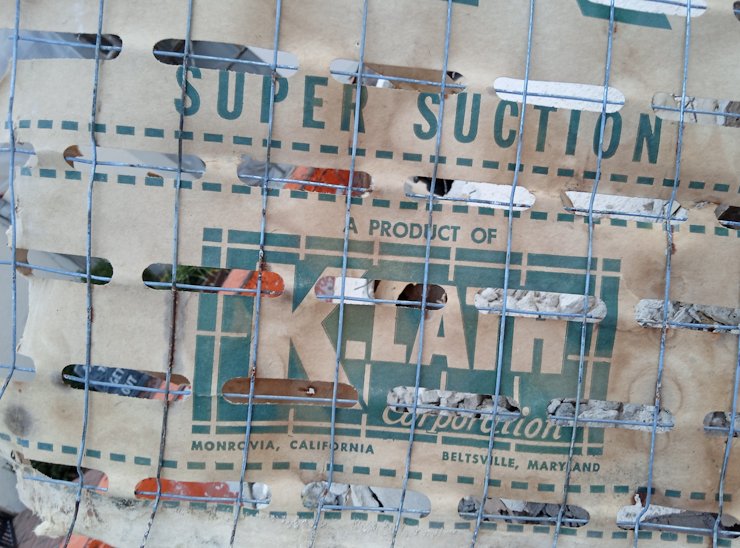 SUPER SUCTION
A PRODUCT OF
K-LATH
Corporation
MONROVIA, CALIFORNIA
BELTSVILLE, MARYLAND